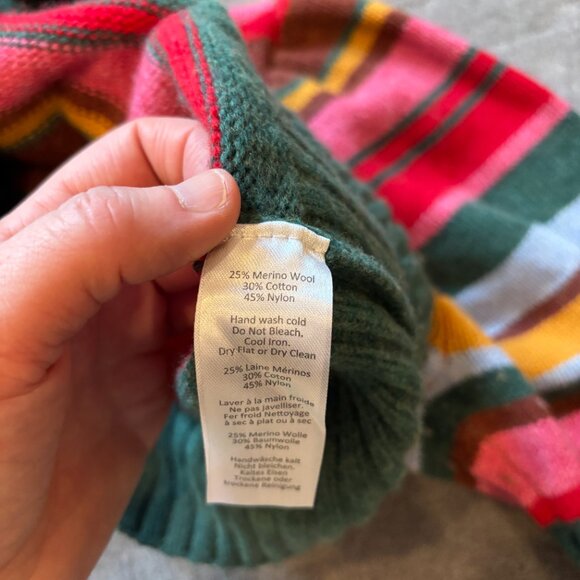 25% Merino Wool
30% Cotton
45% Nylon
Hand wash cold
Do Not Bleach.
Cool Iron.
Dry Flat or Dry Clean
25% Laine Mérinos
30% Coton
45% Nylon
Laver à la main froide
Ne pas javelliser.
Fer froid Nettoyage
à sec à plat ou à sec
25% Merino Wolle
30% Baumwolle
45% Nylon
Handwäsche kalt
Nicht bleichen.
Kaltes Eisen
Trockene oder
trockene Reinigung